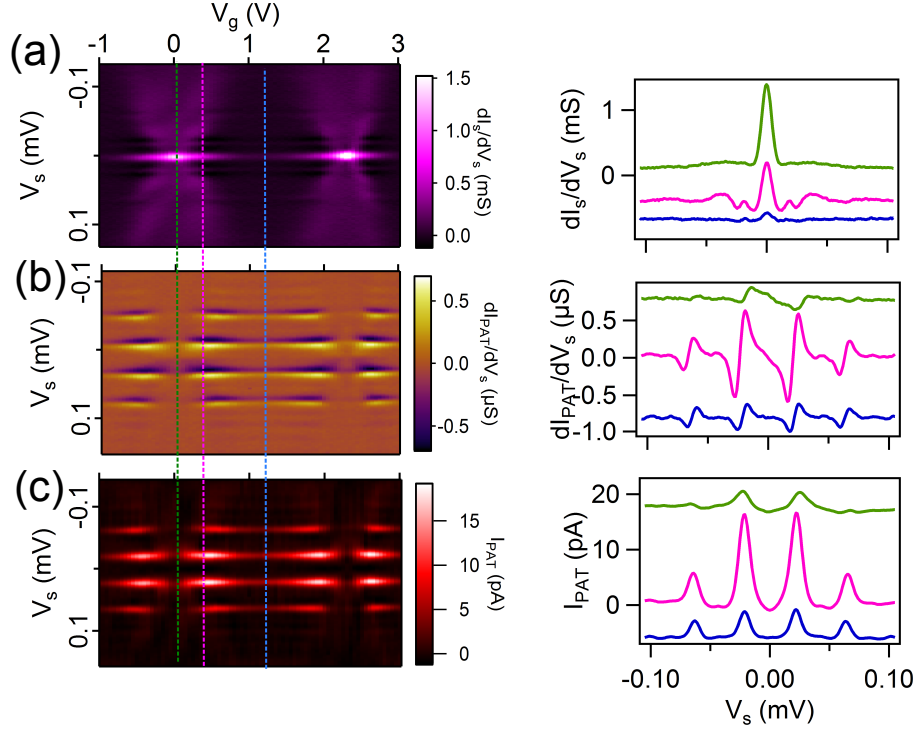 V_g (V)
(a)
-1 0 1 2 3
V_s (mV)
-0.1
0.1
1.5
1.0
0.5
0.0
dI_s/dV_s (mS)
dI_s/dV_s (mS)
1
0
(b)
V_s (mV)
-0.1
0.1
0.5
0.0
-0.5
dI_PAT/dV_s (µS)
dI_PAT/dV_s (µS)
0.5
0.0
-0.5
-1.0
(c)
V_s (mV)
-0.1
0.1
15
10
5
0
I_PAT (pA)
I_PAT (pA)
20
10
0
-0.10 0.00 0.10
V_s (mV)